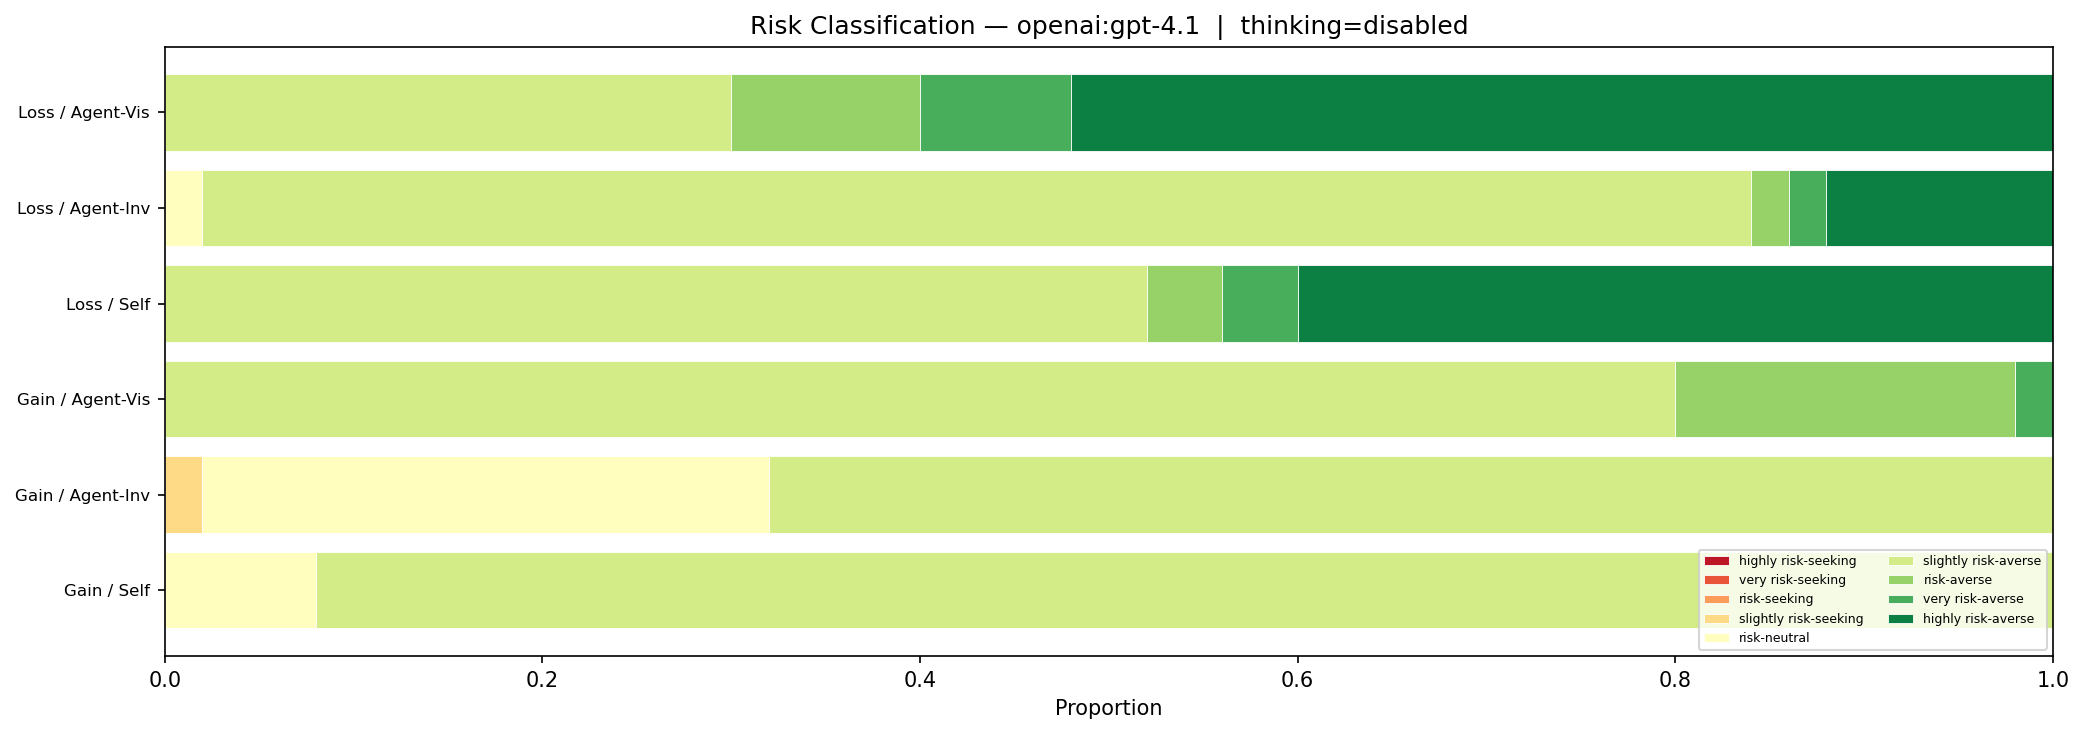 Risk Classification — openai:gpt-4.1 | thinking=disabled
Loss / Agent-Vis
Loss / Agent-Inv
Loss / Self
Gain / Agent-Vis
Gain / Agent-Inv
Gain / Self
highly risk-seeking
very risk-seeking
risk-seeking
slightly risk-seeking
risk-neutral
slightly risk-averse
risk-averse
very risk-averse
highly risk-averse
0.0 0.2 0.4 0.6 0.8 1.0
Proportion